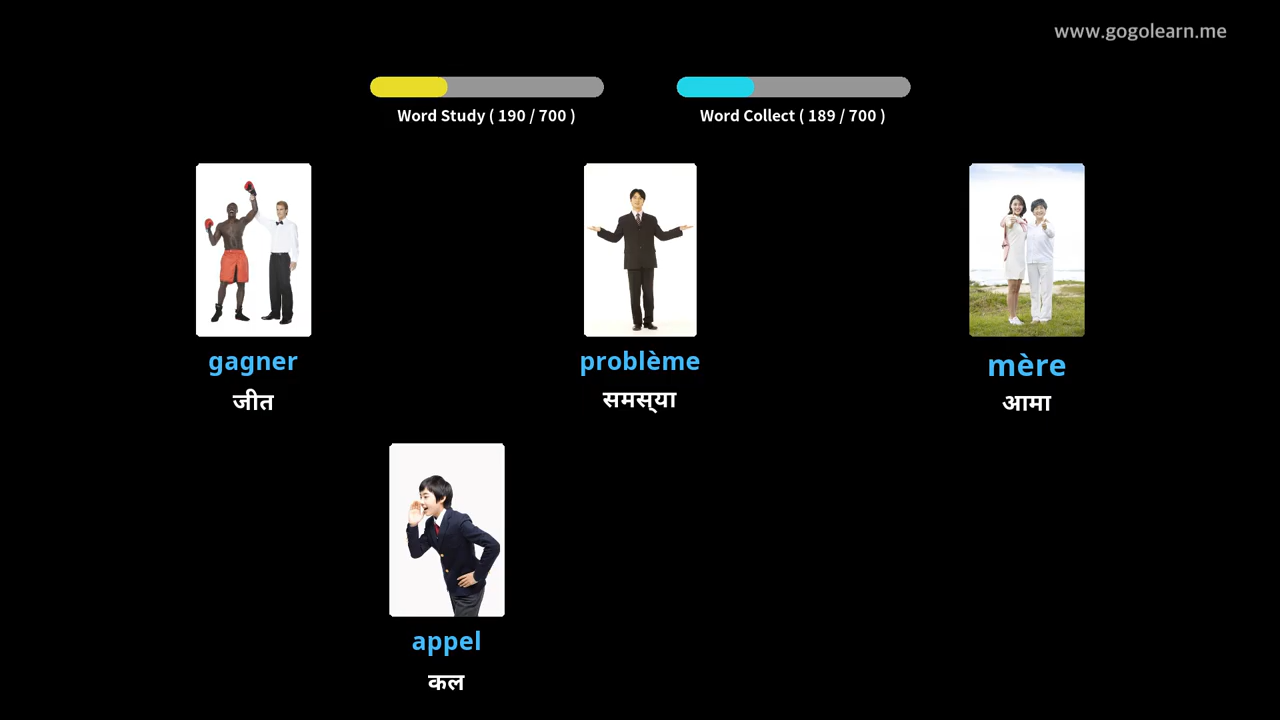 www.gogolearn.me
Word Study ( 190 / 700 )
Word Collect ( 189 / 700 )
gagner
problème
mère
जीत
समस्‌या
आमा
appel
कल